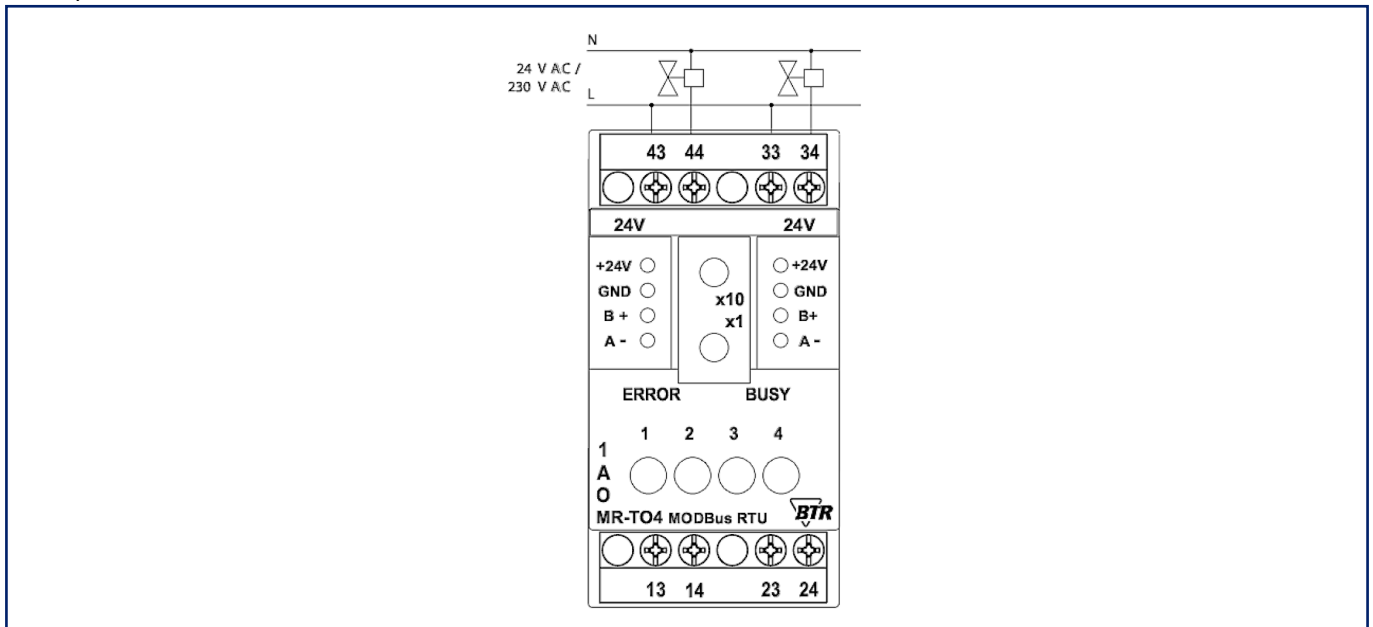 N
24 V AC /
230 V AC
L
43 44 33 34
24V 24V
+24V +24V
GND GND
B + B+
A - A -
x10
x1
ERROR BUSY
1 2 3 4
1
A
O
MR-TO4 MODBus RTU BTR
13 14 23 24